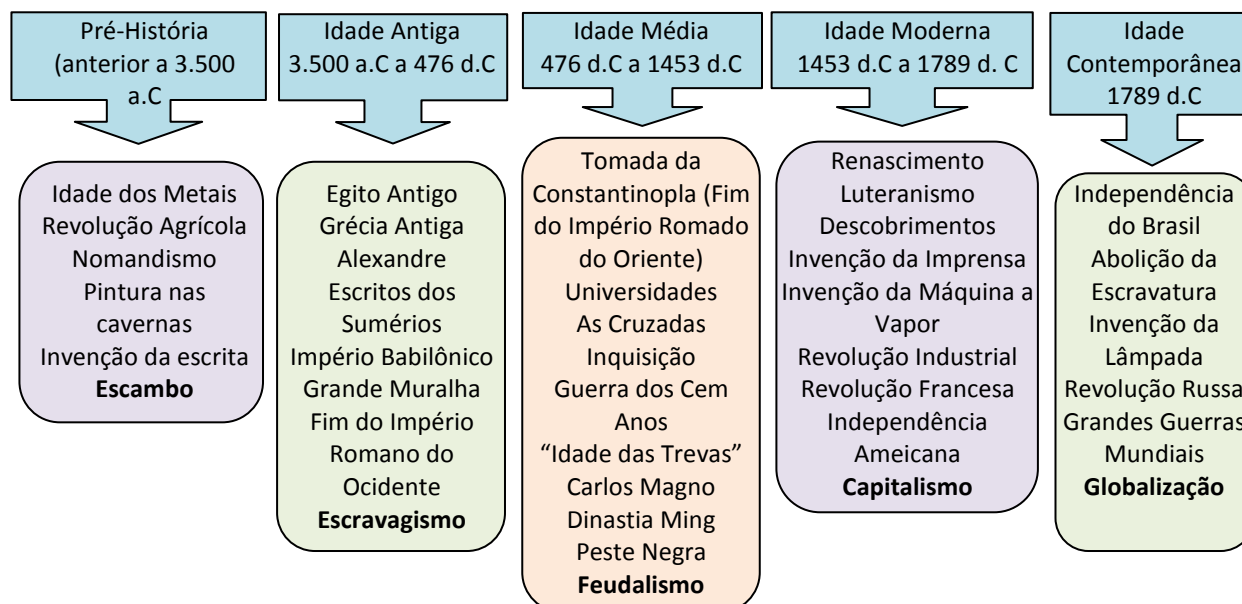 Pré-História
(anterior a 3.500
a.C
Idade Antiga
3.500 a.C a 476 d.C
Idade Média
476 d.C a 1453 d.C
Idade Moderna
1453 d.C a 1789 d. C
Idade
Contemporânea
1789 d.C
Idade dos Metais
Revolução Agrícola
Nomandismo
Pintura nas
cavernas
Invenção da escrita
Escambo
Egito Antigo
Grécia Antiga
Alexandre
Escritos dos
Sumérios
Império Babilônico
Grande Muralha
Fim do Império
Romano do
Ocidente
Escravagismo
Tomada da
Constantinopla (Fim
do Império Romado
do Oriente)
Universidades
As Cruzadas
Inquisição
Guerra dos Cem
Anos
“Idade das Trevas”
Carlos Magno
Dinastia Ming
Peste Negra
Feudalismo
Renascimento
Luteranismo
Descobrimentos
Invenção da Imprensa
Invenção da Máquina a
Vapor
Revolução Industrial
Revolução Francesa
Independência
Ameicana
Capitalismo
Independência
do Brasil
Abolição da
Escravatura
Invenção da
Lâmpada
Revolução Russa
Grandes Guerras
Mundiais
Globalização